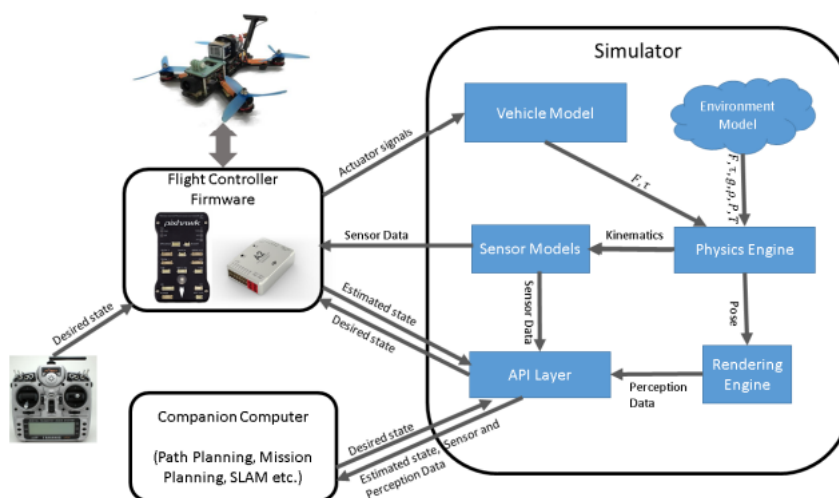 Simulator
Vehicle Model
Environment
Model
Actuator signals
F,τ
F,τ,g,ρ,P,T
Flight Controller
Firmware
pixhawk
Sensor Data
Sensor Models
Kinematics
Physics Engine
Estimated state
Desired state
Sensor
Data
Pose
Desired state
API Layer
Perception
Data
Rendering
Engine
Companion Computer
(Path Planning, Mission
Planning, SLAM etc.)
Desired state
Estimated state, Sensor and
Perception Data